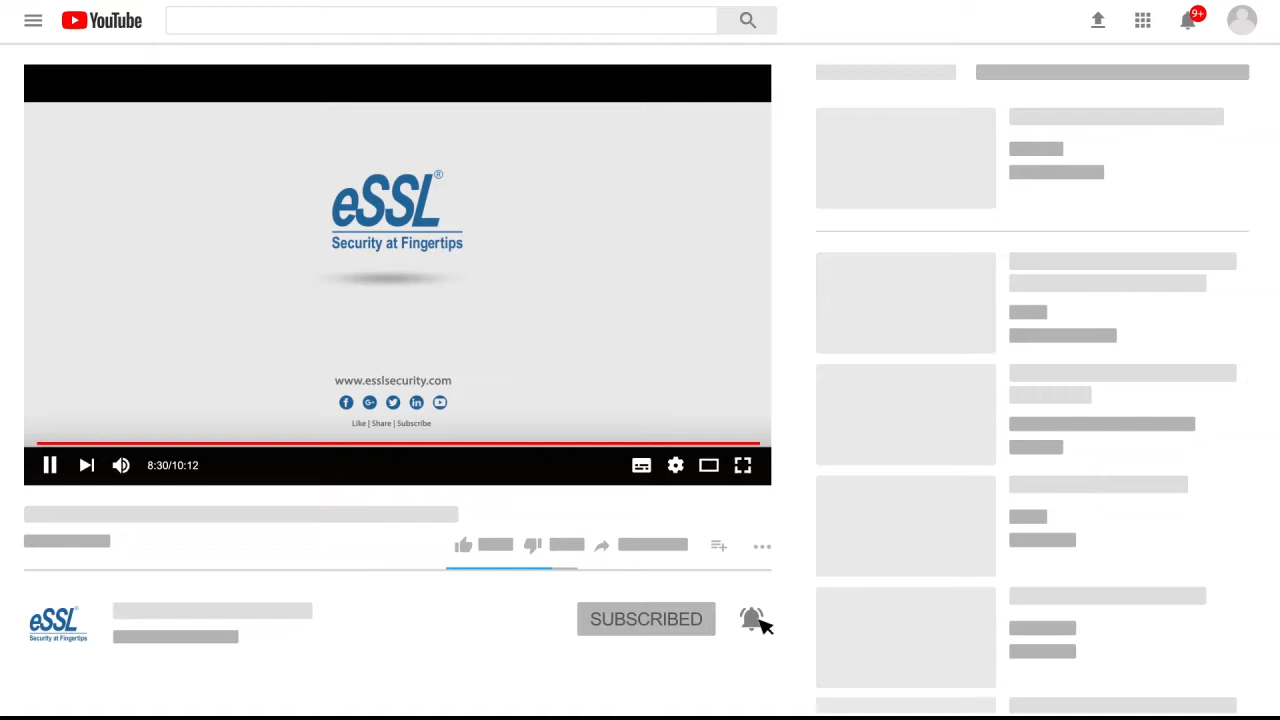 YouTube
9+
eSSL®
Security at Fingertips
www.esslsecurity.com
Like | Share | Subscribe
8:30/10:12
eSSL
Security at Fingertips
SUBSCRIBED